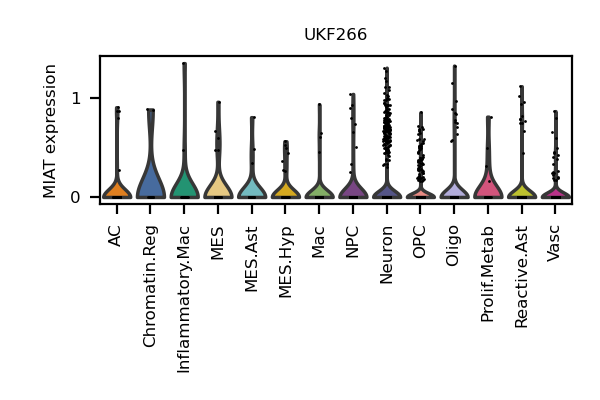 UKF266
MIAT expression
1
0
AC
Chromatin.Reg
Inflammatory.Mac
MES
MES.Ast
MES.Hyp
Mac
NPC
Neuron
OPC
Oligo
Prolif.Metab
Reactive.Ast
Vasc